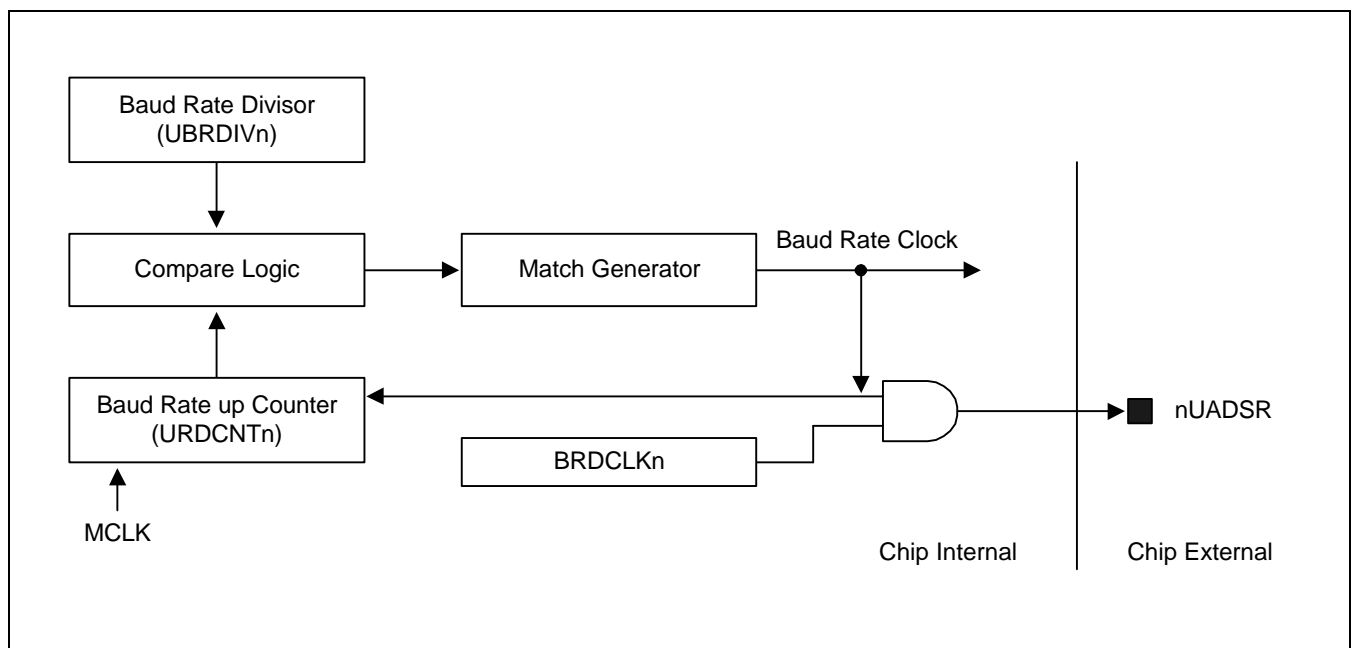 Baud Rate Divisor
(UBRDIVn)
Compare Logic
Match Generator
Baud Rate Clock
Baud Rate up Counter
(URDCNTn)
BRDCLKn
nUADSR
MCLK
Chip Internal
Chip External